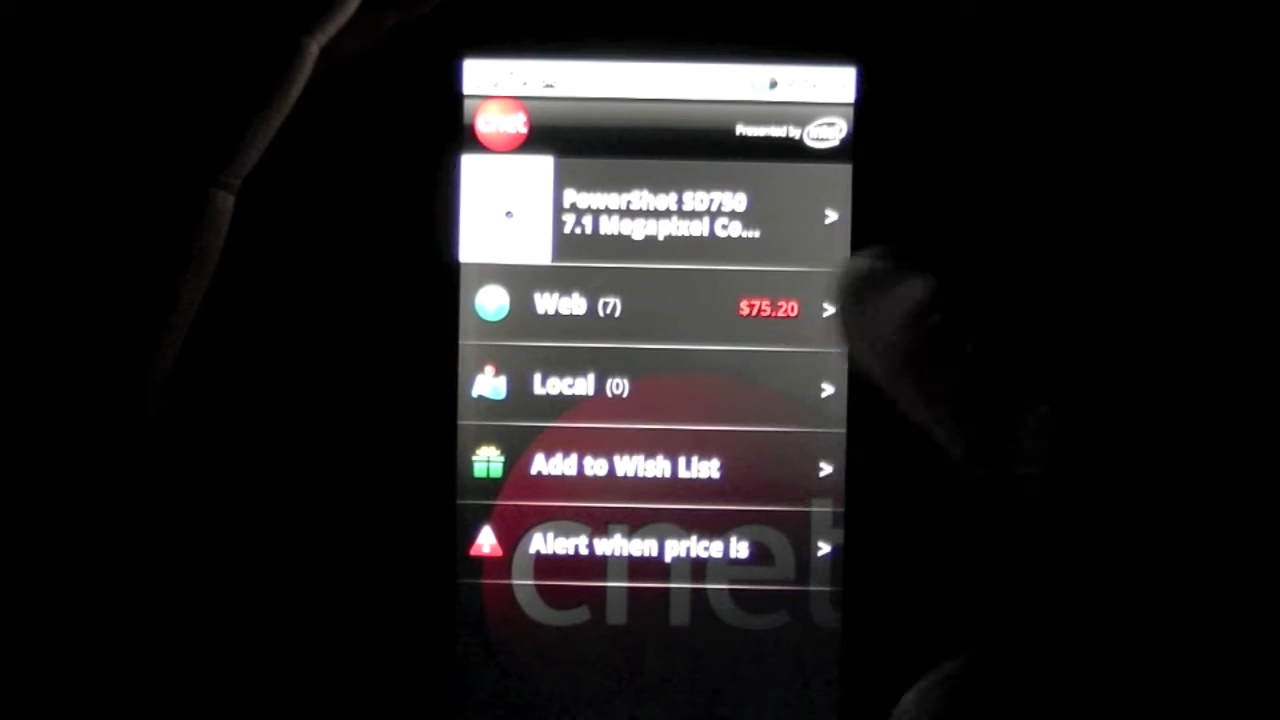 cnet
Presented by intel
PowerShot SD750
7.1 Megapixel Co...
Web (7) $75.20 >
Local (0) >
Add to Wish List >
Alert when price is >
cnet